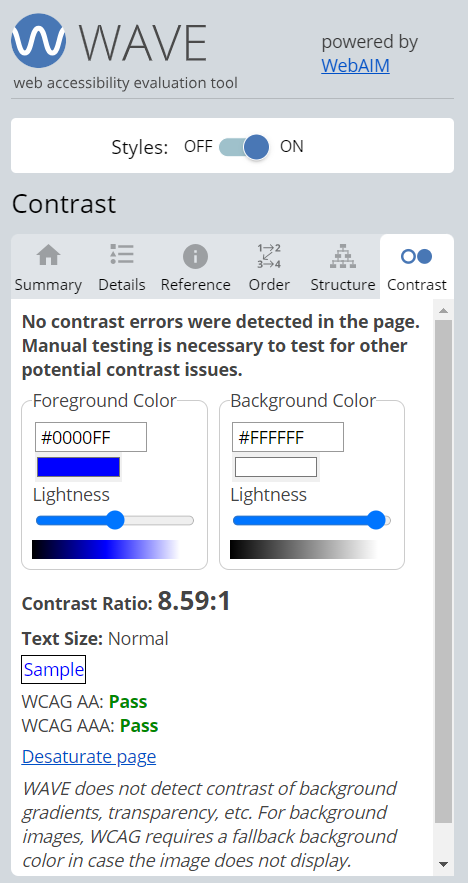 WAVE
powered by
WebAIM
web accessibility evaluation tool
Styles: OFF ON
Contrast
Summary Details Reference Order Structure Contrast
1→2
3→4
No contrast errors were detected in the page.
Manual testing is necessary to test for other
potential contrast issues.
Foreground Color Background Color
#0000FF #FFFFFF
Lightness Lightness
Contrast Ratio: 8.59:1
Text Size: Normal
Sample
WCAG AA: Pass
WCAG AAA: Pass
Desaturate page
WAVE does not detect contrast of background
gradients, transparency, etc. For background
images, WCAG requires a fallback background
color in case the image does not display.